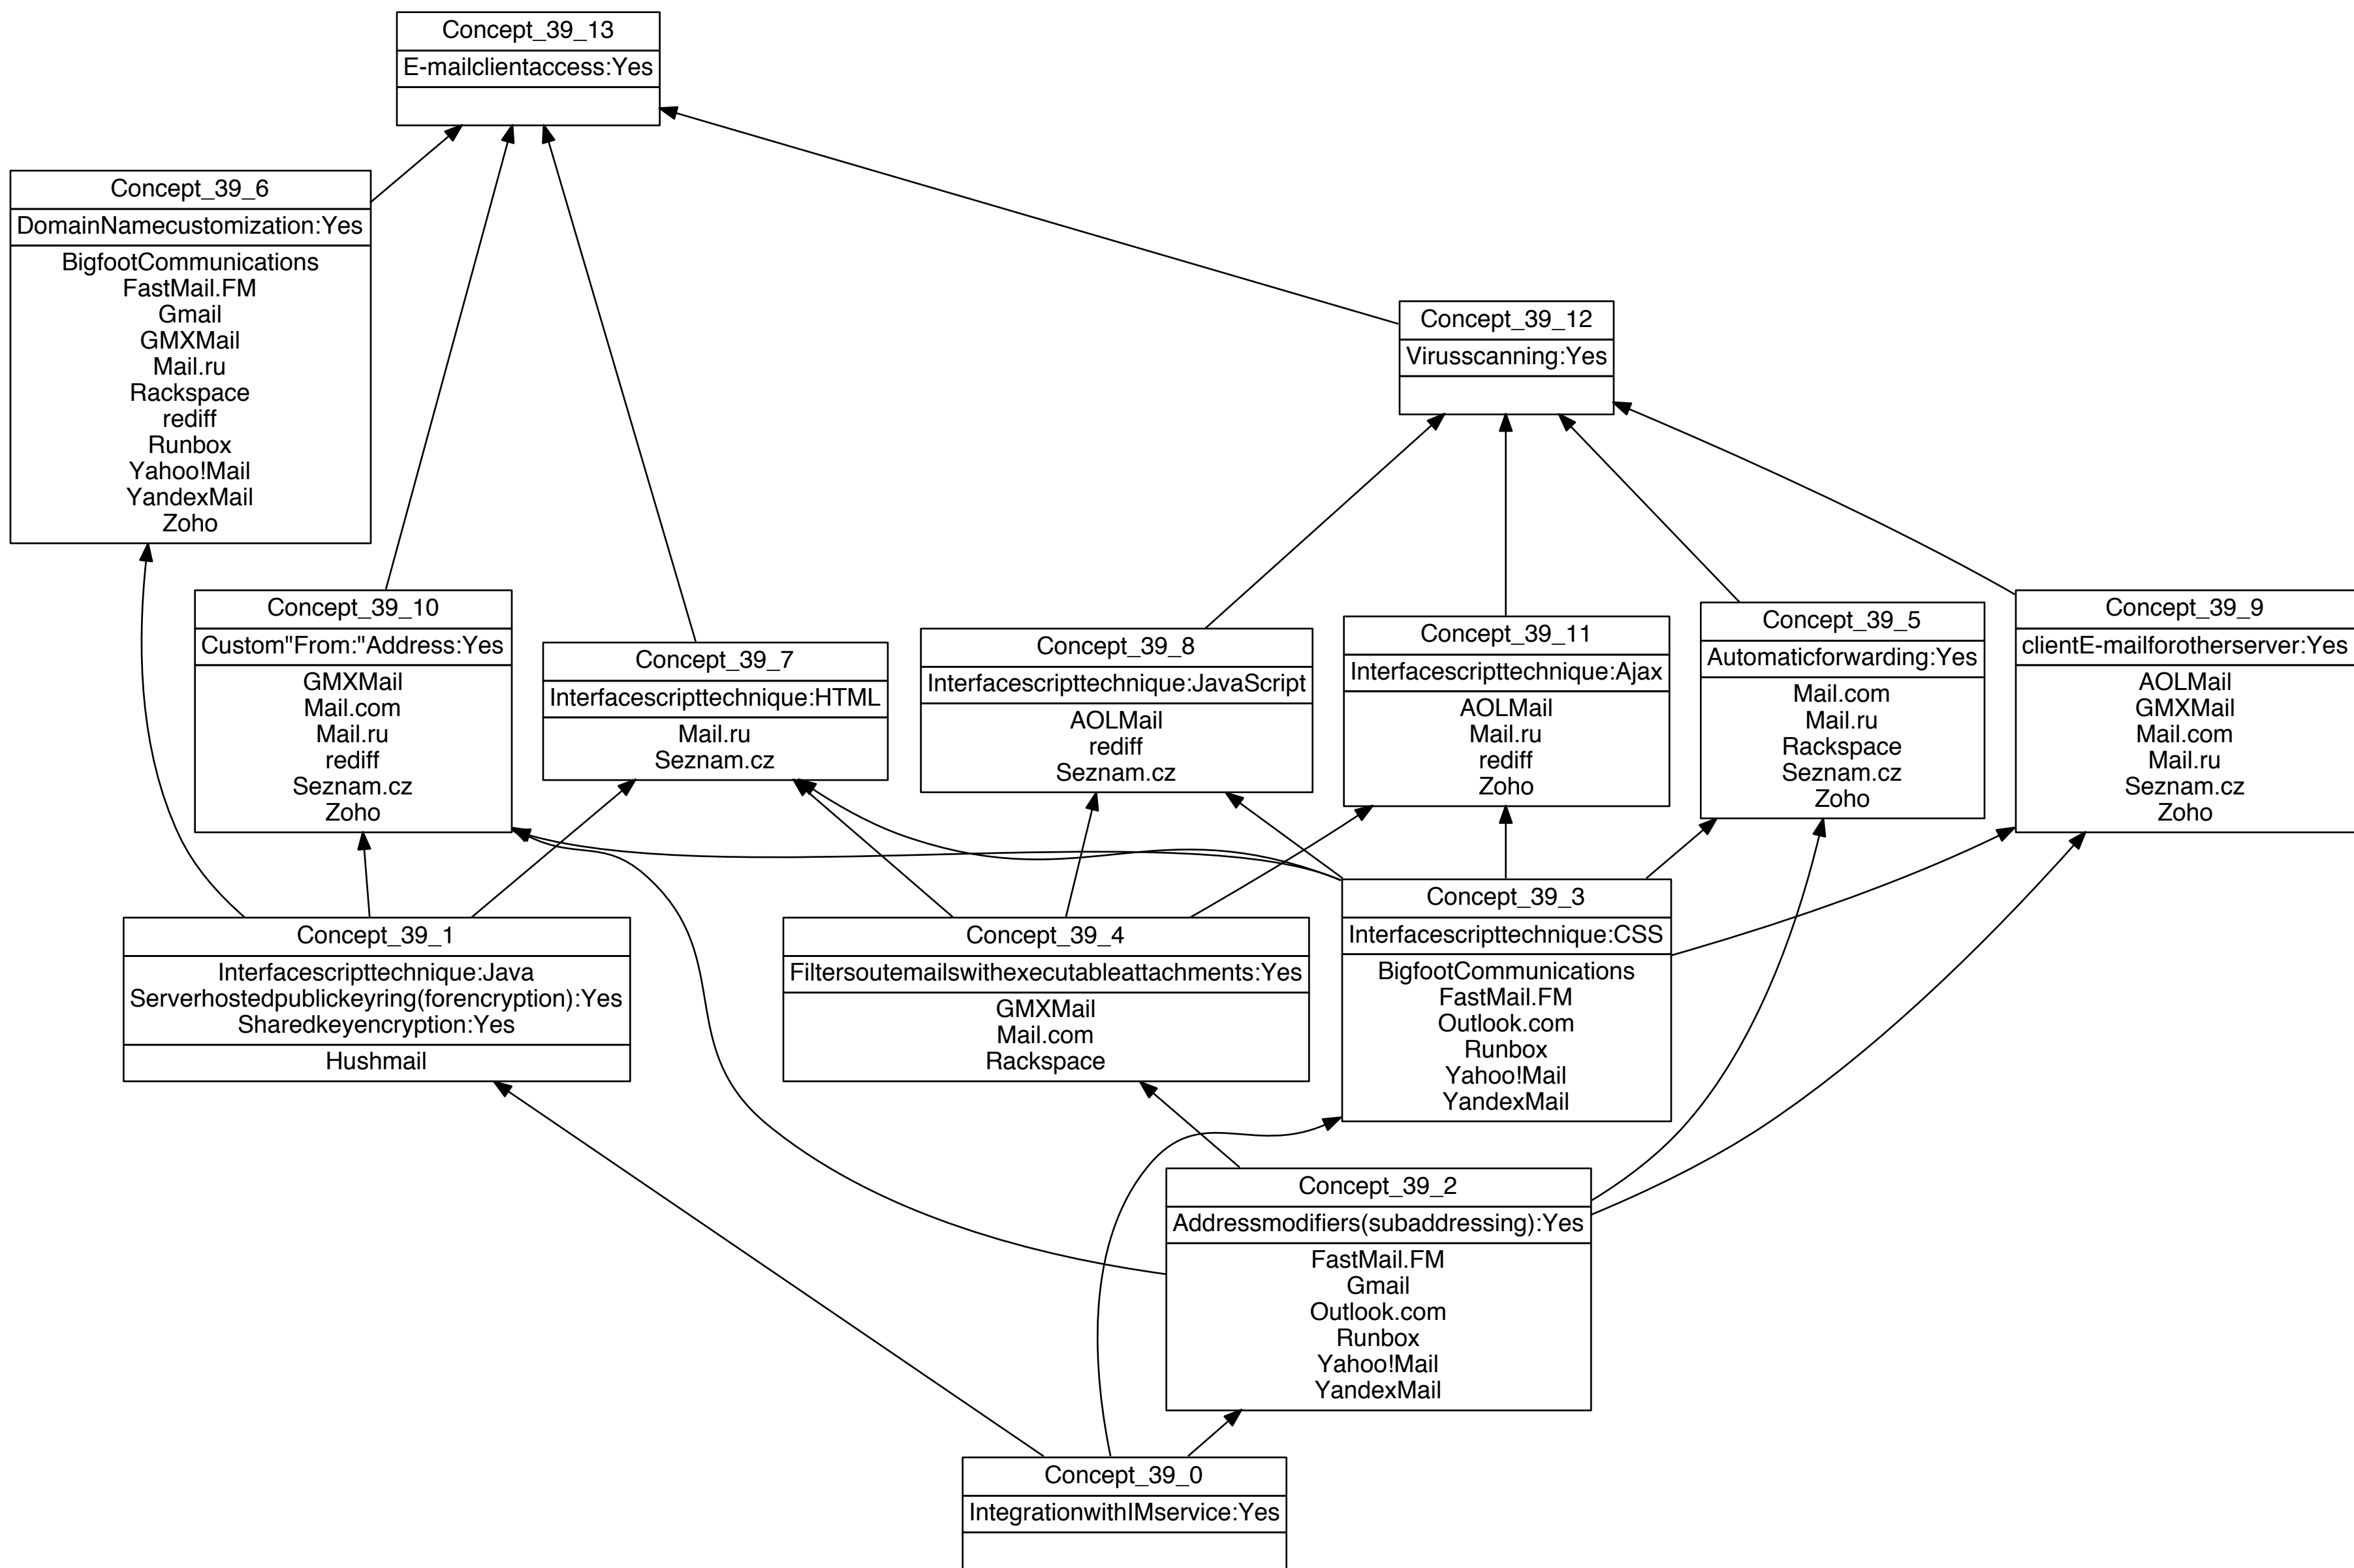 Concept_39_13
E-mailclientaccess:Yes
Concept_39_6
DomainNamecustomization:Yes
BigfootCommunications
FastMail.FM
Gmail
GMXMail
Mail.ru
Rackspace
rediff
Runbox
Yahoo!Mail
YandexMail
Zoho
Concept_39_12
Virusscanning:Yes
Concept_39_10
Custom"From:"Address:Yes
GMXMail
Mail.com
Mail.ru
rediff
Seznam.cz
Zoho
Concept_39_7
Interfacescripttechnique:HTML
Mail.ru
Seznam.cz
Concept_39_8
Interfacescripttechnique:JavaScript
AOLMail
rediff
Seznam.cz
Concept_39_11
Interfacescripttechnique:Ajax
AOLMail
Mail.ru
rediff
Zoho
Concept_39_5
Automaticforwarding:Yes
Mail.com
Mail.ru
Rackspace
Seznam.cz
Zoho
Concept_39_9
clientE-mailforotherserver:Yes
AOLMail
GMXMail
Mail.com
Mail.ru
Seznam.cz
Zoho
Concept_39_1
Interfacescripttechnique:Java
Serverhostedpublickeyring(forencryption):Yes
Sharedkeyencryption:Yes
Hushmail
Concept_39_4
Filtersoutemailswithexecutableattachments:Yes
GMXMail
Mail.com
Rackspace
Concept_39_3
Interfacescripttechnique:CSS
BigfootCommunications
FastMail.FM
Outlook.com
Runbox
Yahoo!Mail
YandexMail
Concept_39_2
Addressmodifiers(subaddressing):Yes
FastMail.FM
Gmail
Outlook.com
Runbox
Yahoo!Mail
YandexMail
Concept_39_0
IntegrationwithIMservice:Yes